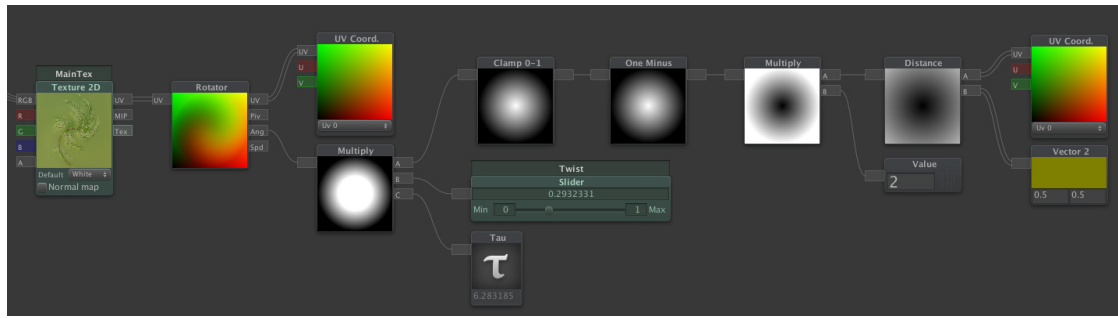 MainTex
Texture 2D
RGB
R
G
B
A
UV
MIP
Tex
Default White
Normal map
Rotator
UV
UV
Piv
Ang
Spd
UV Coord.
UV
U
V
Uv 0
Multiply
A
B
C
Clamp 0-1
One Minus
Twist
Slider
0.2932331
Min 0 1 Max
Tau
τ
6.283185
Multiply
A
B
Distance
A
B
Value
2
UV Coord.
UV
U
V
Uv 0
Vector 2
0.5 0.5